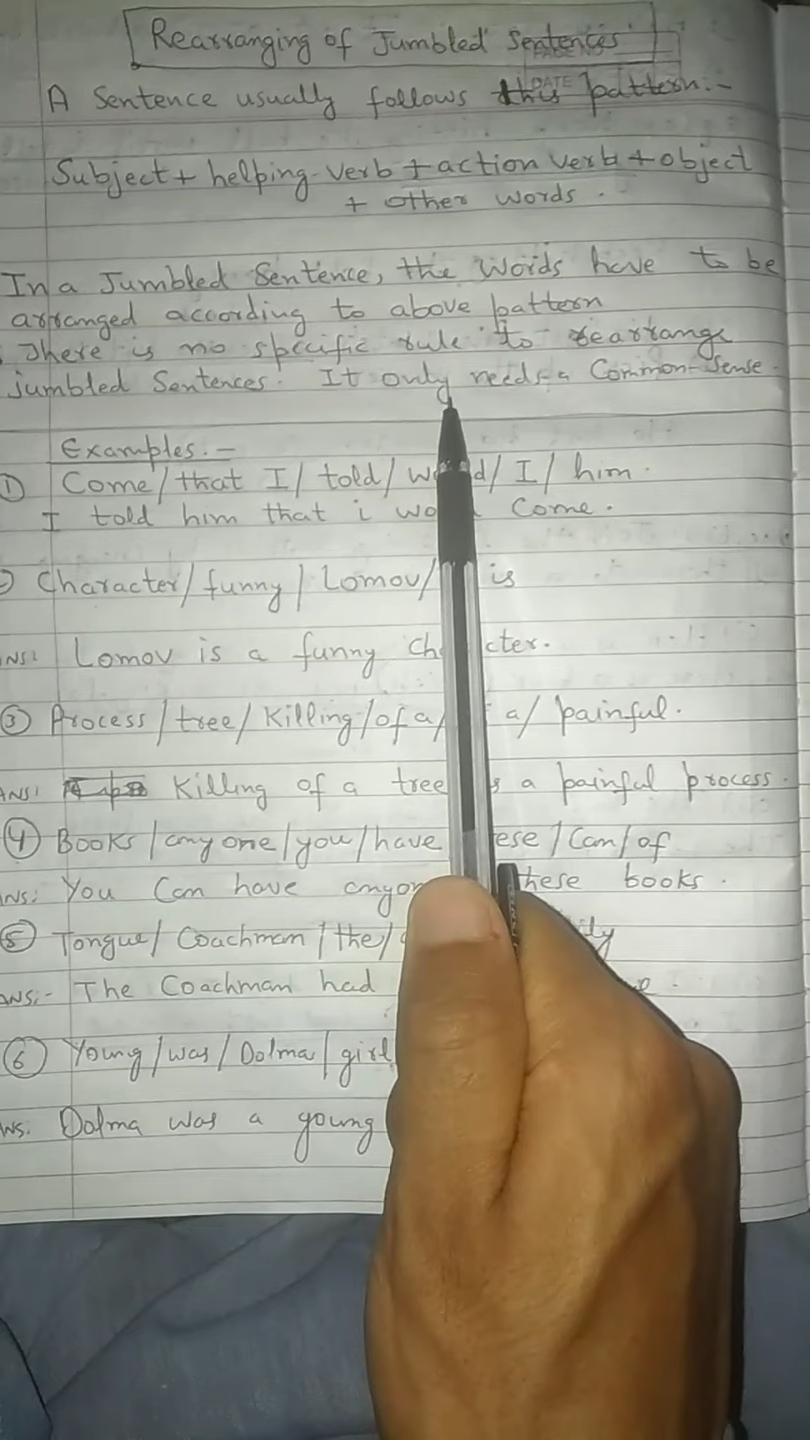 Rearranging of Jumbled Sentences
DATE
A Sentence usually follows this pattern:-
Subject + helping-verb + action verb + object
+ other words.
In a Jumbled Sentence, the words have to be
arranged according to above pattern
There is no specific rule to rearrange
jumbled Sentences. It only needs a Common-Sense.
Examples.-
① Come/that I/told/ /I/him.
I told him that i Come.
Character/funny/Lomov/ is
Lomov is a funny .
③ Process/tree/Killing/of a/ a/painful.
Ans: Killing of a tree a painful process.
④ Books/any one/you/have /Can/of
You Can have these books.
⑤ Tongue/Coachman/the/
Ans:- The Coachman had
⑥ Young/was/Dolma/girl
Dolma was a young